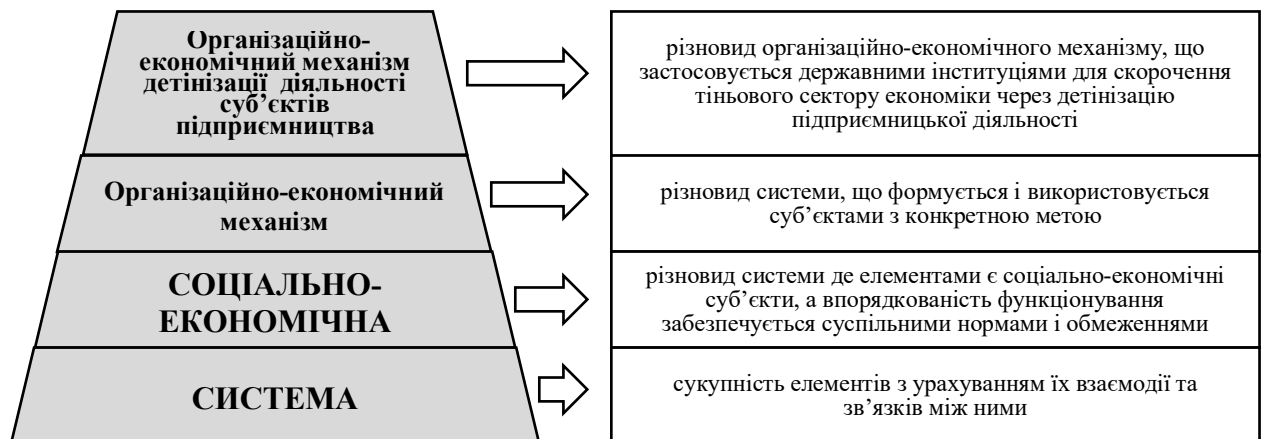 Організаційно-
економічний механізм
детінізації діяльності
суб’єктів
підприємництва
різновид організаційно-економічного механізму, що
застосовується державними інституціями для скорочення
тіньового сектору економіки через детінізацію
підприємницької діяльності
Організаційно-економічний
механізм
різновид системи, що формується і використовується
суб’єктами з конкретною метою
СОЦІАЛЬНО-
ЕКОНОМІЧНА
різновид системи де елементами є соціально-економічні
суб’єкти, а впорядкованість функціонування
забезпечується суспільними нормами і обмеженнями
СИСТЕМА
сукупність елементів з урахуванням їх взаємодії та
зв’язків між ними